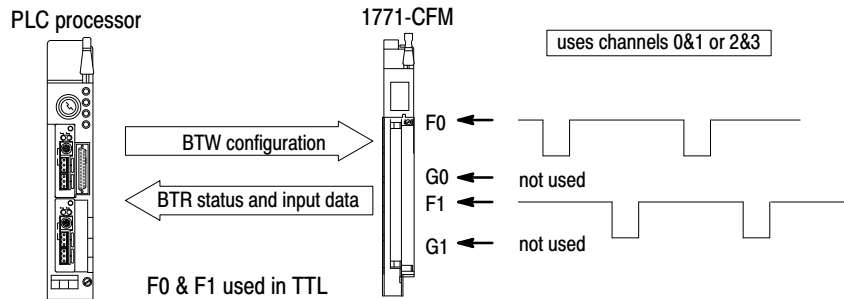 PLC processor
1771-CFM
uses channels 0&1 or 2&3
F0
BTW configuration
G0
not used
BTR status and input data
F1
G1
not used
F0 & F1 used in TTL